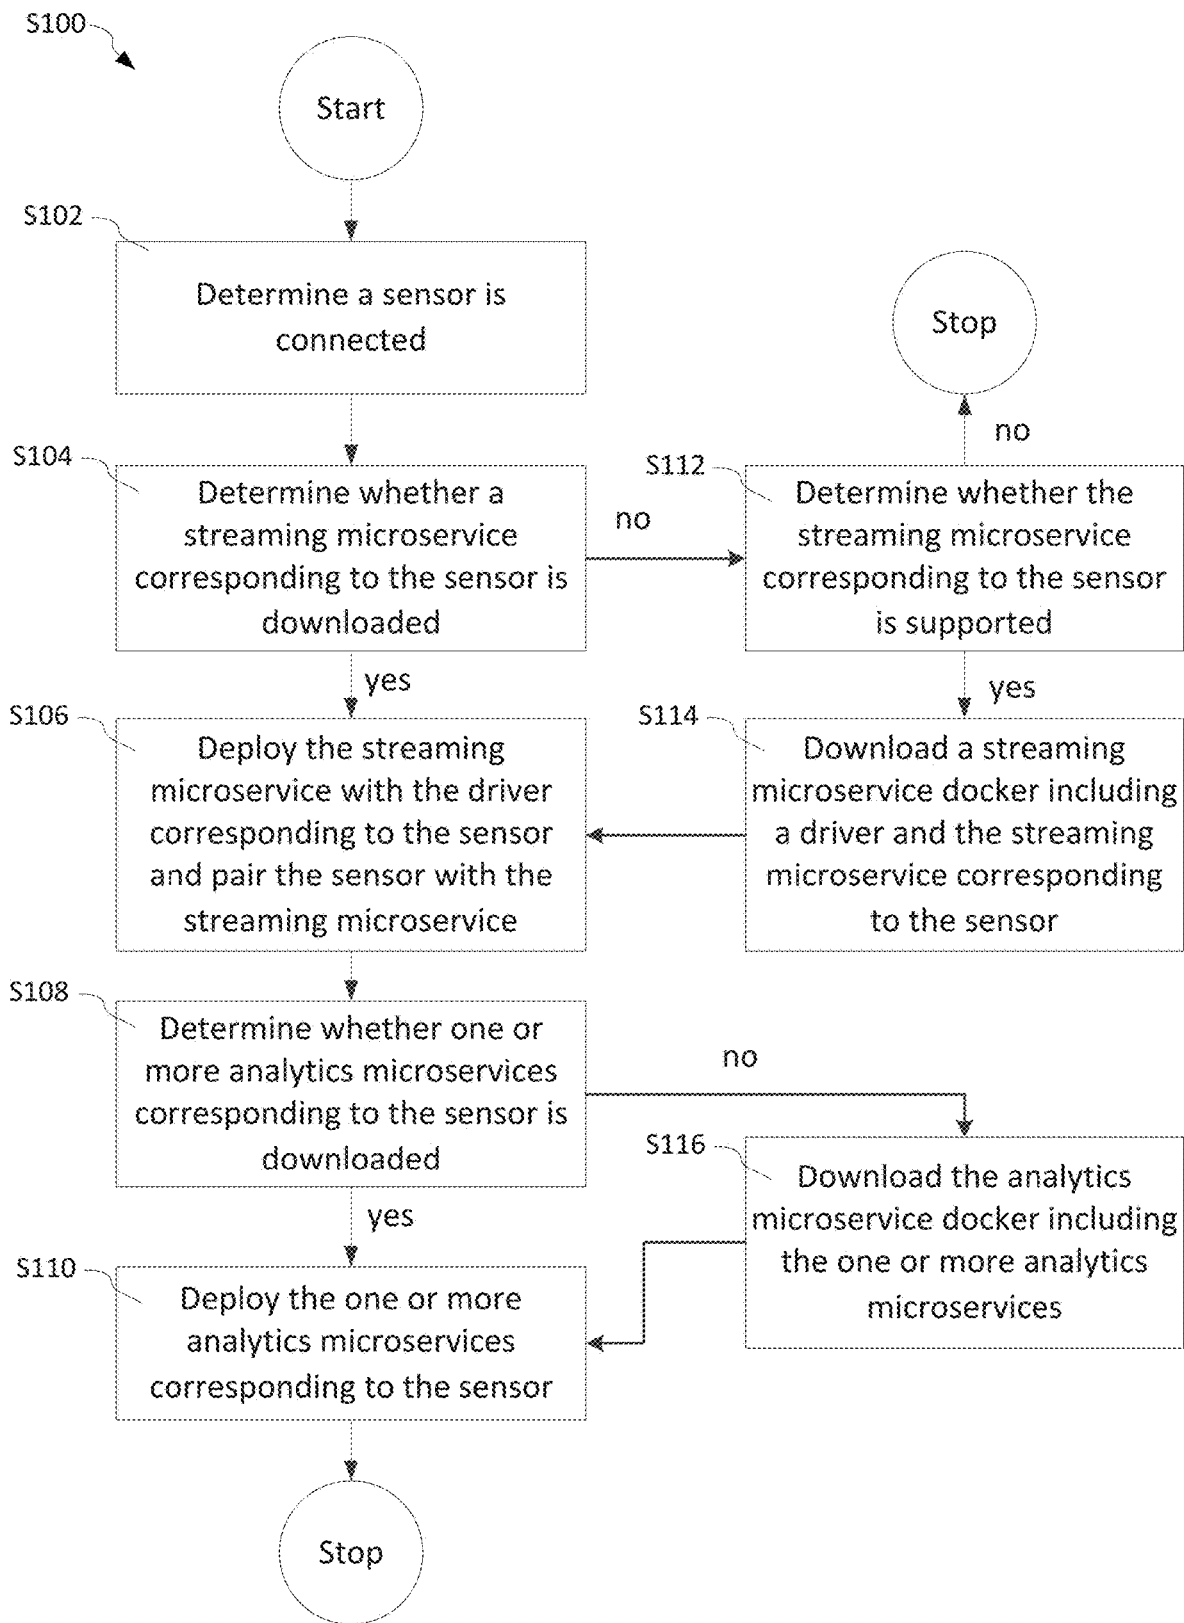 S100
Start
S102
Determine a sensor is
connected
Stop
no
S104
Determine whether a
streaming microservice
corresponding to the sensor is
downloaded
no
S112
Determine whether the
streaming microservice
corresponding to the sensor
is supported
yes
yes
S106
Deploy the streaming
microservice with the driver
corresponding to the sensor
and pair the sensor with the
streaming microservice
S114
Download a streaming
microservice docker including
a driver and the streaming
microservice corresponding
to the sensor
S108
Determine whether one or
more analytics microservices
corresponding to the sensor is
downloaded
no
S116
Download the analytics
microservice docker including
the one or more analytics
microservices
yes
S110
Deploy the one or more
analytics microservices
corresponding to the sensor
Stop